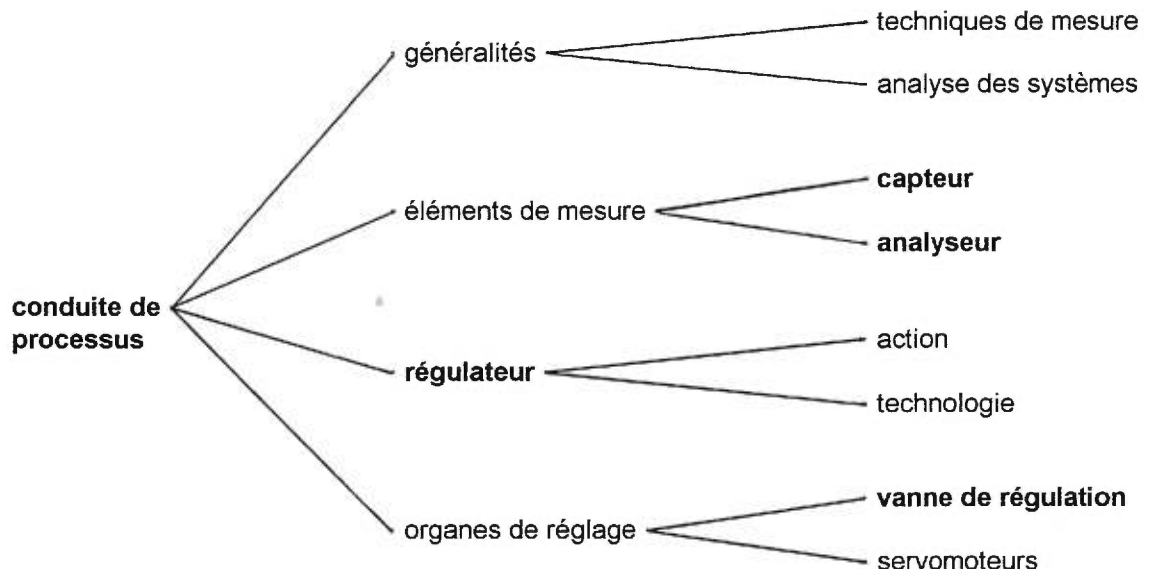 techniques de mesure
généralités
analyse des systèmes
capteur
éléments de mesure
analyseur
conduite de
processus
action
régulateur
technologie
vanne de régulation
organes de réglage
servomoteurs